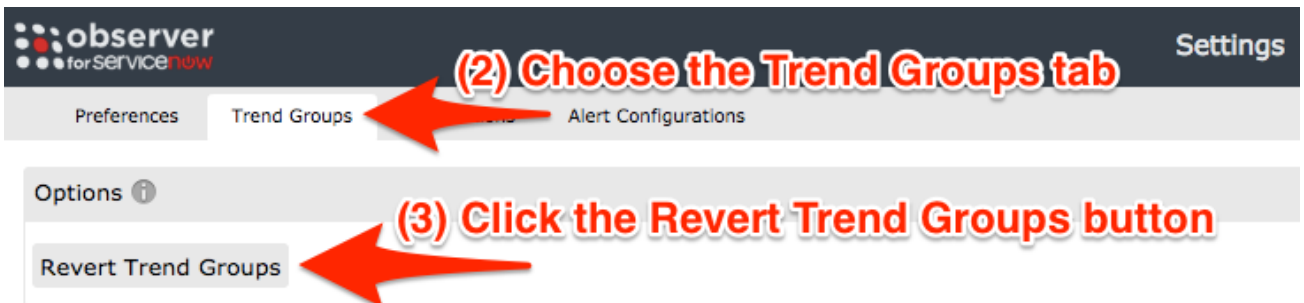 observer
for servicenow
Settings
(2) Choose the Trend Groups tab
Preferences Trend Groups Alert Configurations
Options
(3) Click the Revert Trend Groups button
Revert Trend Groups